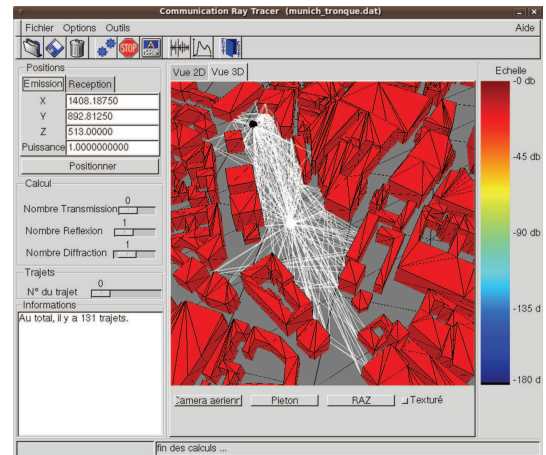 Communication Ray Tracer (munich_tronque.dat)
Fichier Options Outils Aide
STOP
Positions
Emission Reception
X 1408.18750
Y 892.81250
Z 513.00000
Puissance 1.0000000000
Positionner
Calcul
0
Nombre Transmission
1
Nombre Reflexion
1
Nombre Diffraction
Trajets
0
N° du trajet
Informations
Au total, il y a 131 trajets.
Vue 2D Vue 3D
Camera aerienn Pieton RAZ Texturé
Echelle
-0 db
-45 db
-90 db
-135 d
-180 d
fin des calculs ...